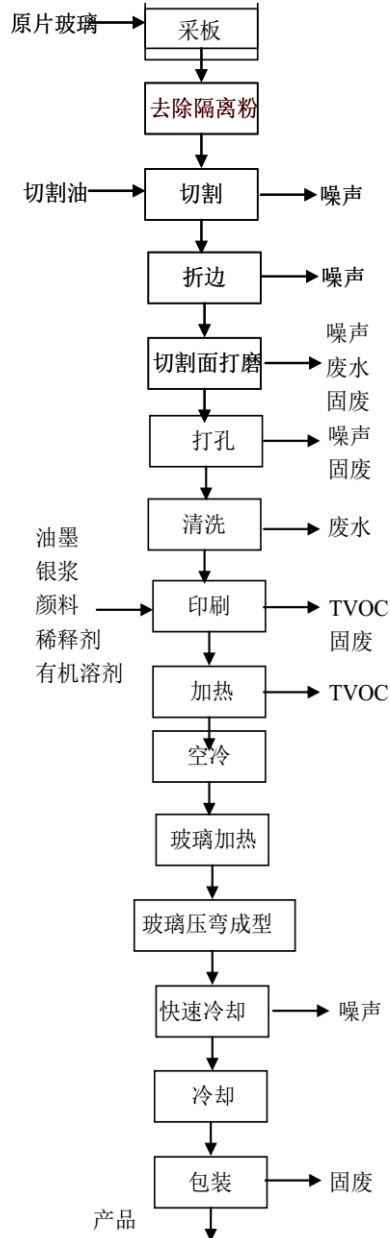 原片玻璃
采板
去除隔离粉
切割油
切割
噪声
折边
噪声
切割面打磨
噪声
废水
固废
打孔
噪声
固废
清洗
废水
油墨
银浆
颜料
稀释剂
有机溶剂
印刷
TVOC
固废
加热
TVOC
空冷
玻璃加热
玻璃压弯成型
快速冷却
噪声
冷却
包装
固废
产品